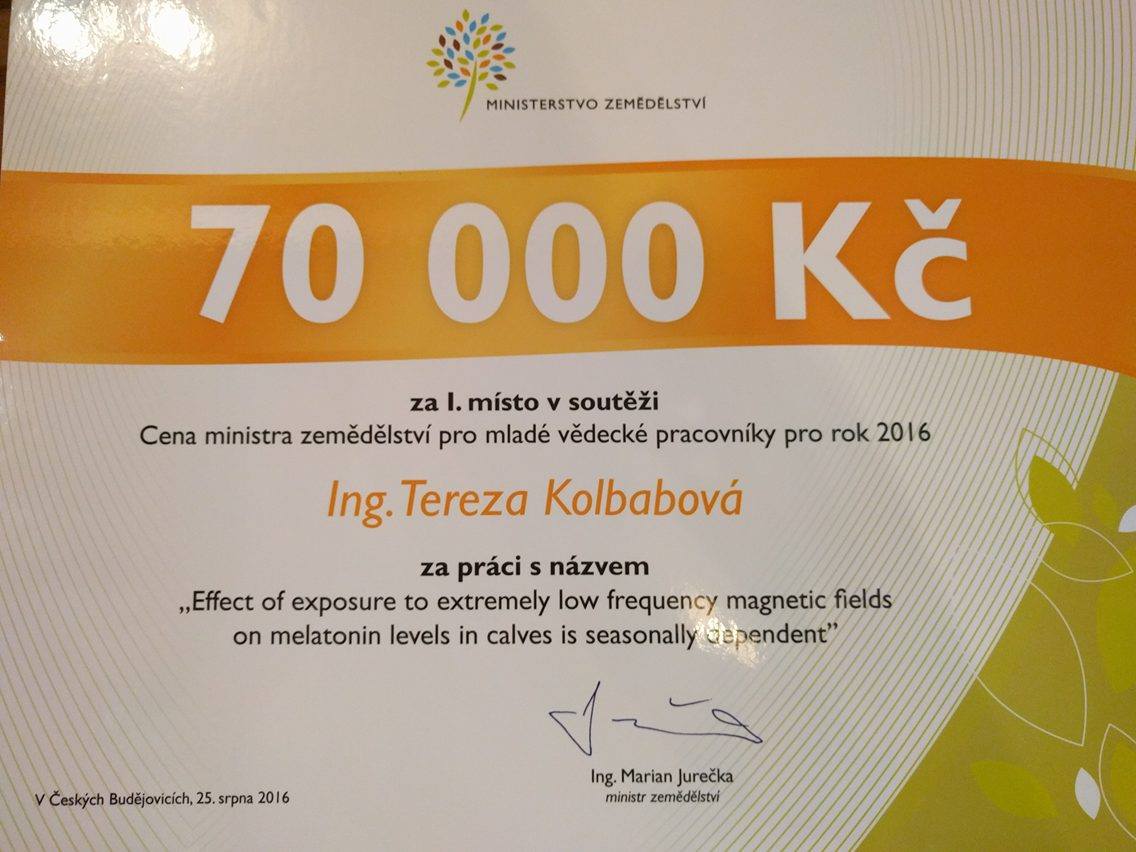 MINISTERSTVO ZEMĚDĚLSTVÍ
70 000 Kč
za I. místo v soutěži
Cena ministra zemědělství pro mladé vědecké pracovníky pro rok 2016
Ing. Tereza Kolbabová
za práci s názvem
„Effect of exposure to extremely low frequency magnetic fields
on melatonin levels in calves is seasonally dependent”
Ing. Marian Jurečka
ministr zemědělství
V Českých Budějovicích, 25. srpna 2016